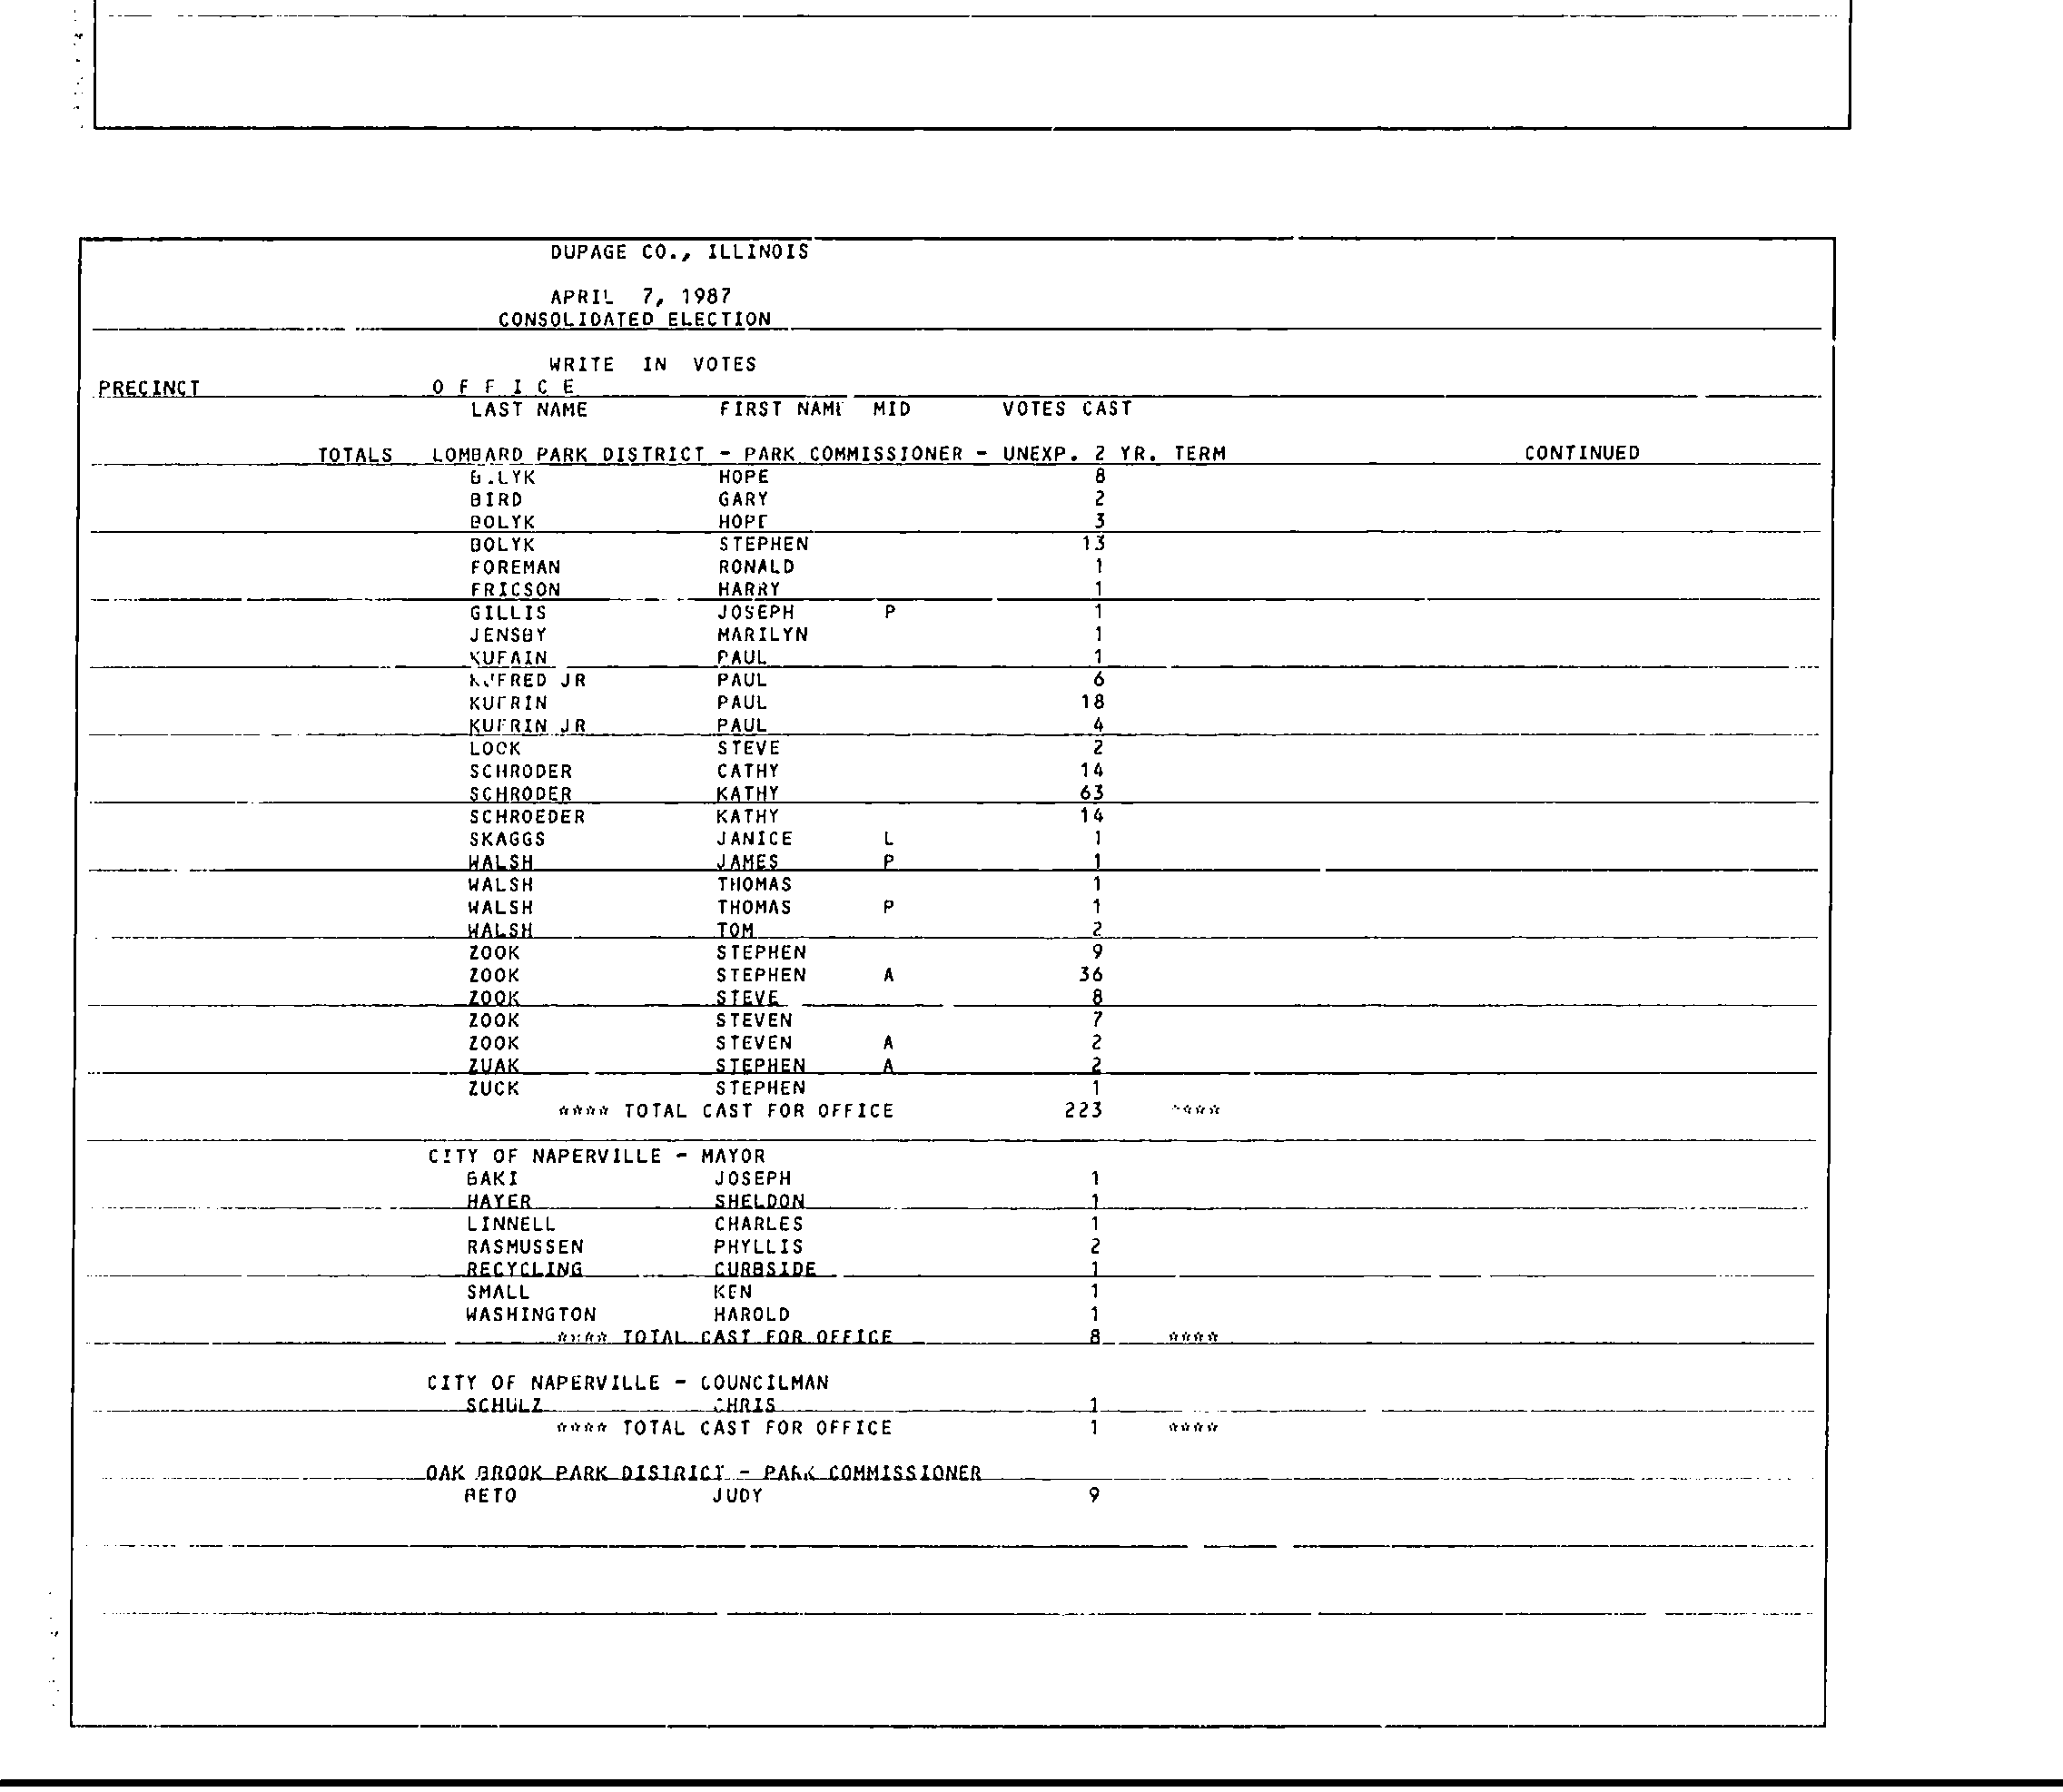 DUPAGE CO., ILLINOIS
APRIL 7, 1987
CONSOLIDATED ELECTION
WRITE IN VOTES
PRECINCT O F F I C E
LAST NAME FIRST NAME MID VOTES CAST
TOTALS LOMBARD PARK DISTRICT - PARK COMMISSIONER - UNEXP. 2 YR. TERM CONTINUED
HOPE 8
BIRD GARY 2
BOLYK HOPE 3
BOLYK STEPHEN 13
FOREMAN RONALD 1
FRICSON HARRY 1
GILLIS JOSEPH P 1
JENSBY MARILYN 1
KUFAIN PAUL 1
KUFRED JR PAUL 6
KUFRIN PAUL 18
KUFRIN JR PAUL 4
LOOK STEVE 2
SCHRODER CATHY 14
SCHRODER KATHY 63
SCHROEDER KATHY 14
SKAGGS JANICE L 1
WALSH JAMES P 1
WALSH THOMAS 1
WALSH THOMAS P 1
WALSH TOM 2
ZOOK STEPHEN 9
ZOOK STEPHEN A 36
ZOOK STEVE 8
ZOOK STEVEN 7
ZOOK STEVEN A 2
ZUAK STEPHEN A 2
ZUCK STEPHEN 1
**** TOTAL CAST FOR OFFICE 223 ****
CITY OF NAPERVILLE - MAYOR
BAKI JOSEPH 1
HAYER SHELDON 1
LINNELL CHARLES 1
RASMUSSEN PHYLLIS 2
RECYCLING CURBSIDE 1
SMALL KEN 1
WASHINGTON HAROLD 1
**** TOTAL CAST FOR OFFICE 8 ****
CITY OF NAPERVILLE - COUNCILMAN
SCHULZ CHRIS 1
**** TOTAL CAST FOR OFFICE 1 ****
OAK BROOK PARK DISTRICT - PARK COMMISSIONER
BETO JUDY 9